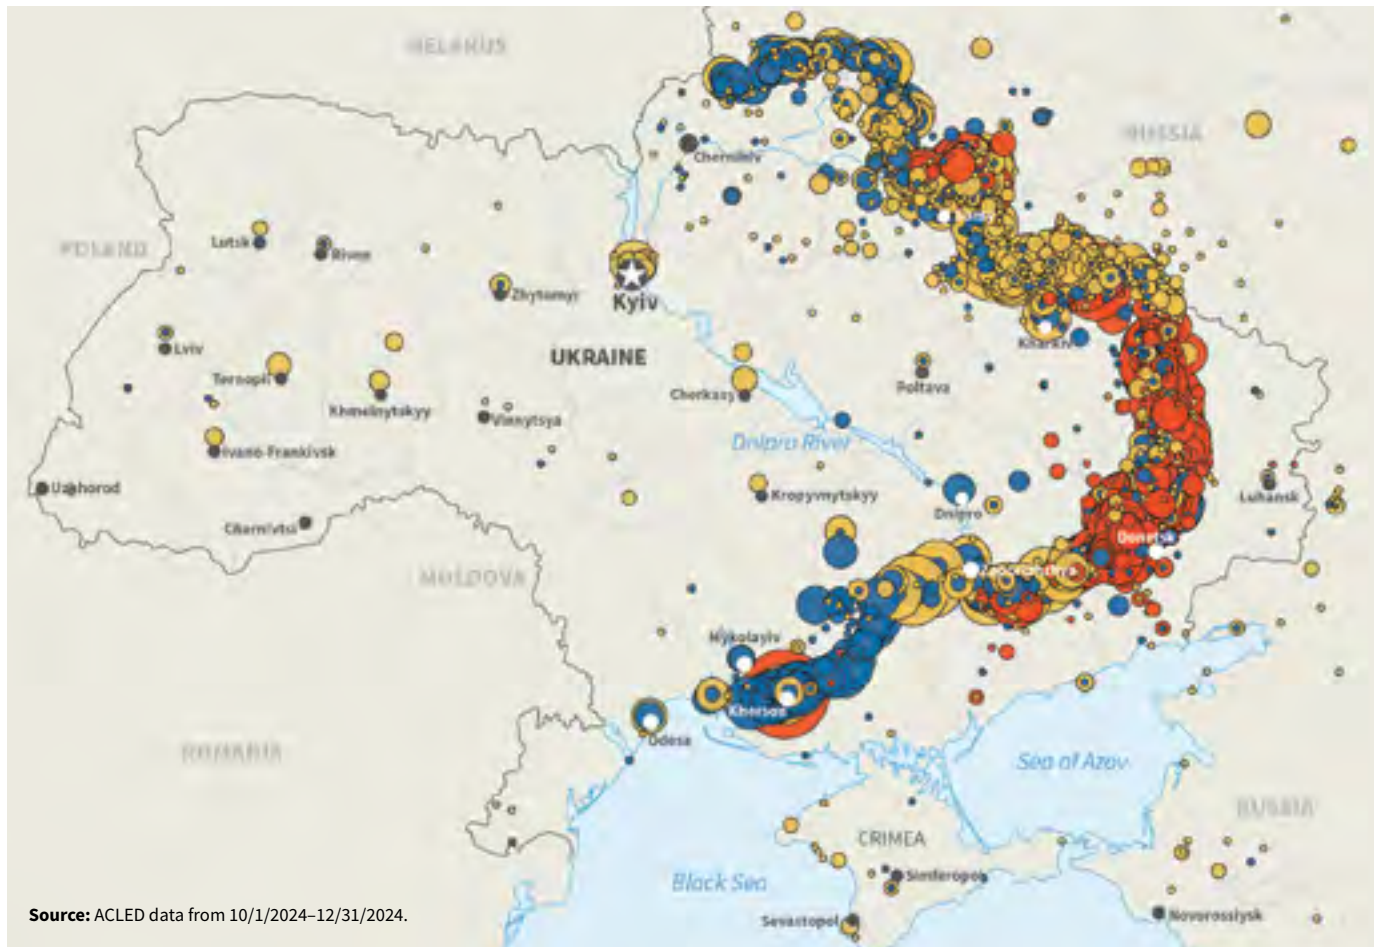 BELARUS
RUSSIA
Chernihiv
Sumy
POLAND
Lutsk
Rivne
Zhytomyr
Kyiv
Kharkiv
Lviv
UKRAINE
Ternopil
Poltava
Cherkasy
Khmelnytskyy
Vinnytsya
Dnipro River
Ivano-Frankivsk
Uzhhorod
Kropyvnytskyy
Luhansk
Dnipro
Chernivtsi
Donetsk
Zaporizhzhya
MOLDOVA
Mykolayiv
Kherson
Odesa
ROMANIA
Sea of Azov
RUSSIA
CRIMEA
Simferopol
Black Sea
Source: ACLED data from 10/1/2024–12/31/2024.
Sevastopol
Novorossiysk